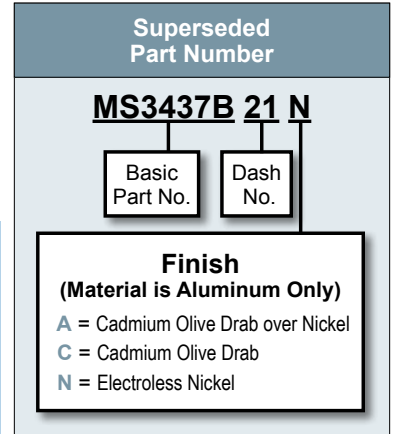 Superseded
Part Number
MS3437B 21 N
Basic
Part No.
Dash
No.
Finish
(Material is Aluminum Only)
A = Cadmium Olive Drab over Nickel
C = Cadmium Olive Drab
N = Electroless Nickel